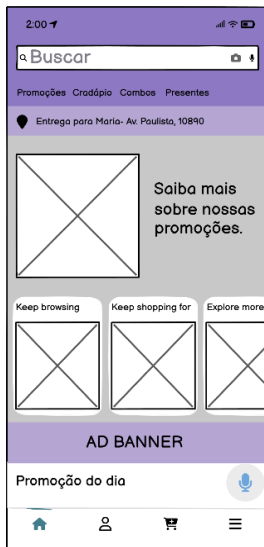 2:00
Buscar
Promoções Cradápio Combos Presentes
Entrega para Maria- Av. Paulista, 10890
Saiba mais
sobre nossas
promoções.
Keep browsing Keep shopping for Explore more
AD BANNER
Promoção do dia